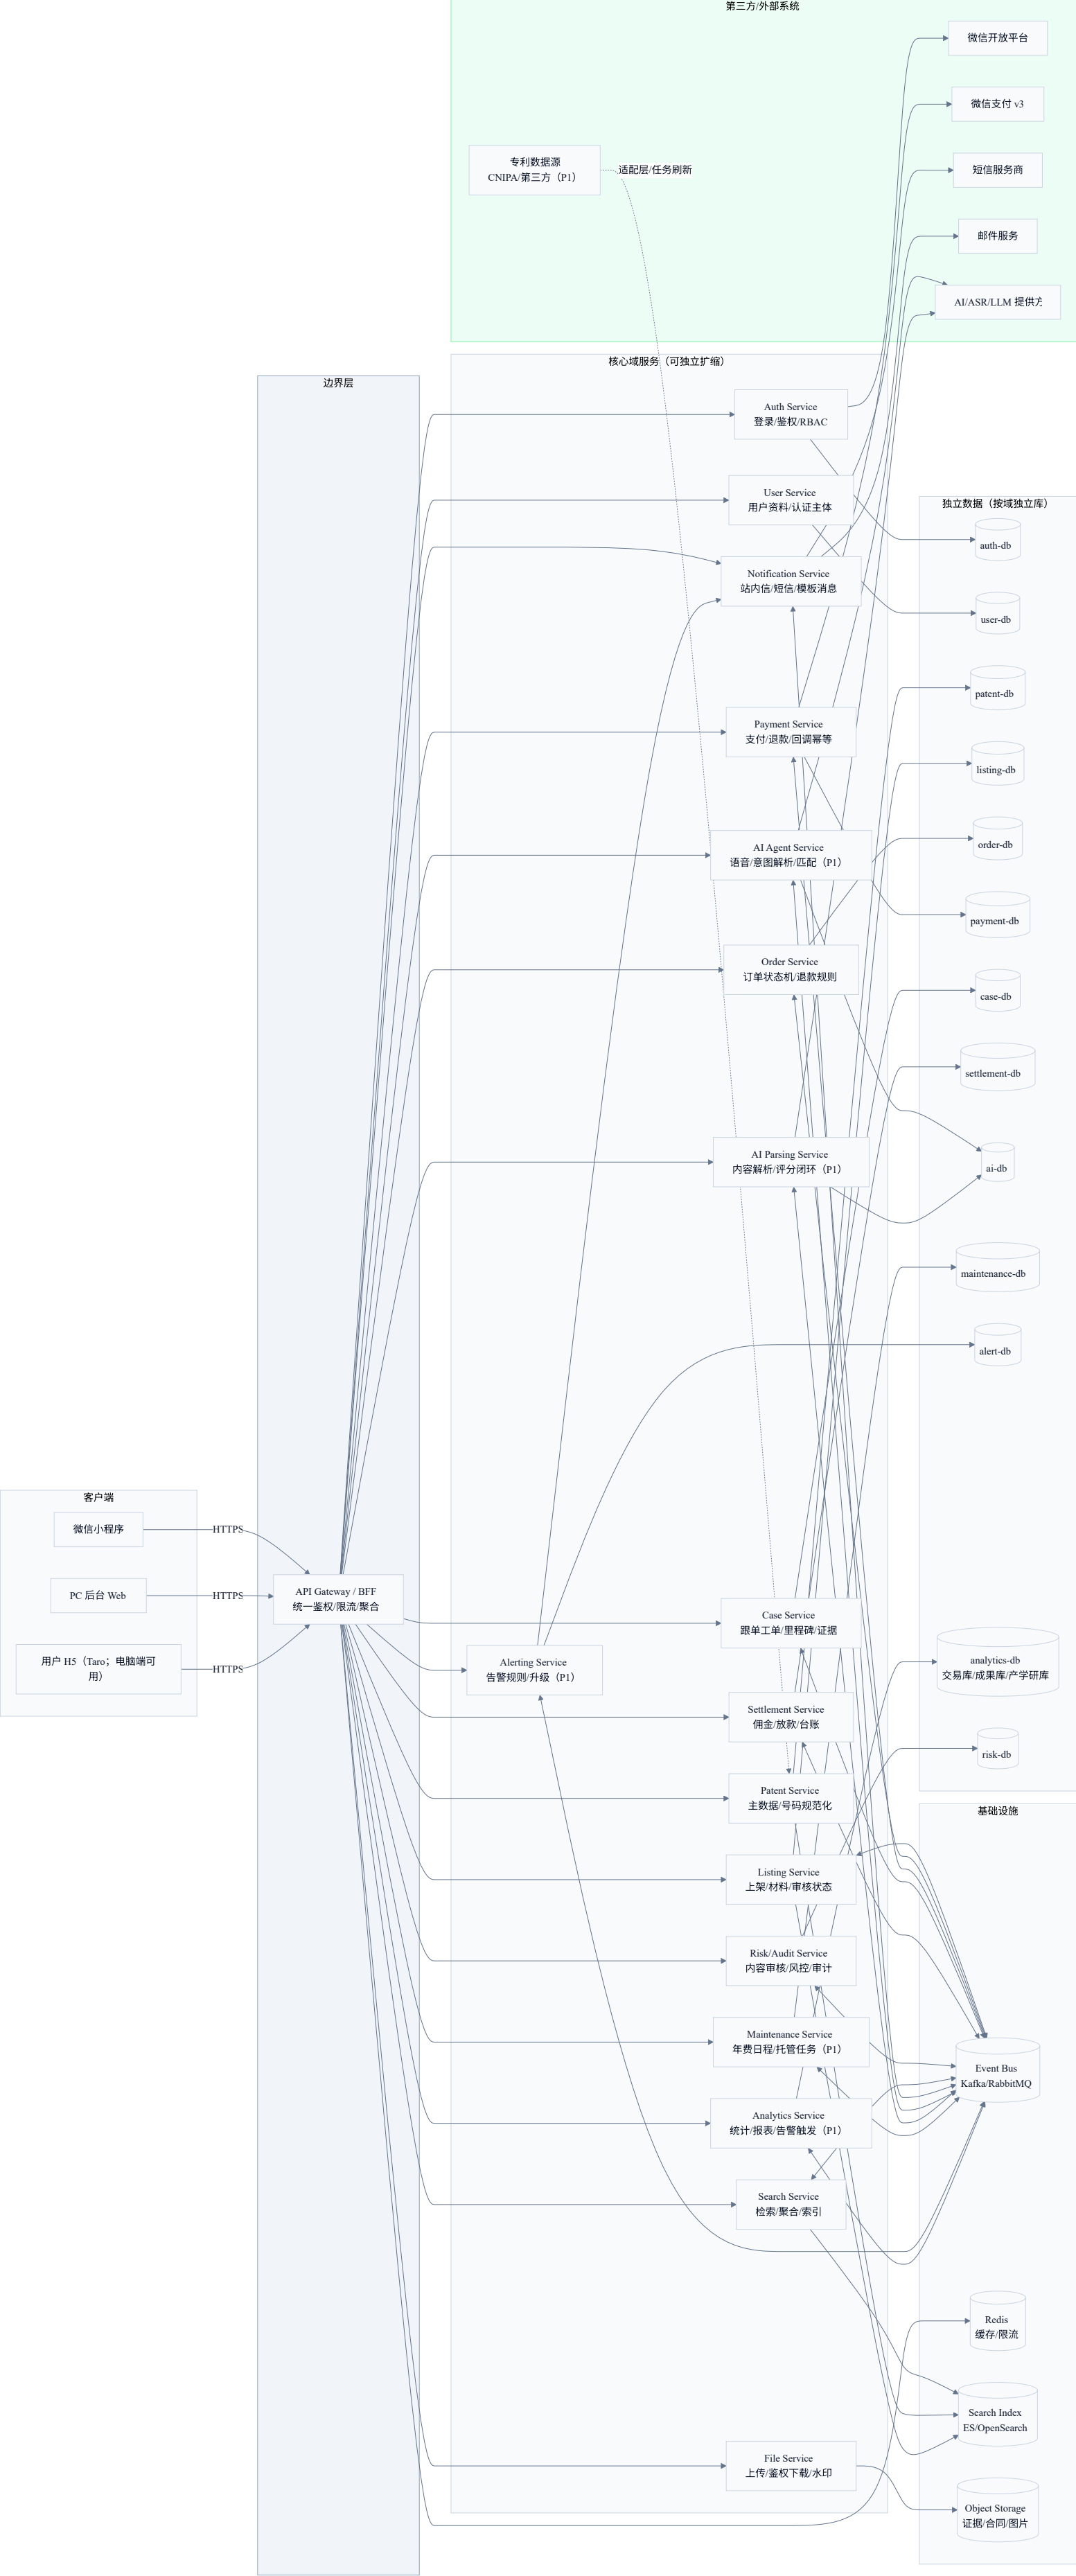 第三方/外部系统
微信开放平台
微信支付 v3
专利数据源
CNIPA/第三方（P1）
适配层/任务刷新
短信服务商
邮件服务
AI/ASR/LLM 提供方
核心域服务（可独立扩缩）
边界层
Auth Service
登录/鉴权/RBAC
User Service
用户资料/认证主体
Notification Service
站内信/短信/模板消息
Payment Service
支付/退款/回调幂等
AI Agent Service
语音/意图解析/匹配（P1）
Order Service
订单状态机/退款规则
AI Parsing Service
内容解析/评分闭环（P1）
独立数据（按域独立库）
auth-db
user-db
patent-db
listing-db
order-db
payment-db
case-db
settlement-db
ai-db
maintenance-db
alert-db
客户端
微信小程序
HTTPS
PC 后台 Web
HTTPS
用户 H5（Taro；电脑端可
用）
HTTPS
API Gateway / BFF
统一鉴权/限流/聚合
Alerting Service
告警规则/升级（P1）
Case Service
跟单工单/里程碑/证据
Settlement Service
佣金/放款/台账
Patent Service
主数据/号码规范化
Listing Service
上架/材料/审核状态
Risk/Audit Service
内容审核/风控/审计
Maintenance Service
年费日程/托管任务（P1）
Analytics Service
统计/报表/告警触发（P1）
Search Service
检索/聚合/索引
File Service
上传/鉴权下载/水印
analytics-db
交易库/成果库/产学研库
risk-db
基础设施
Event Bus
Kafka/RabbitMQ
Redis
缓存/限流
Search Index
ES/OpenSearch
Object Storage
证据/合同/图片